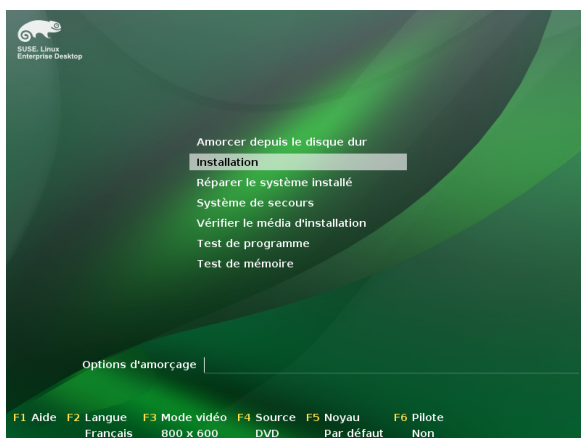 SUSE. Linux
Enterprise Desktop
Amorcer depuis le disque dur
Installation
Réparer le système installé
Système de secours
Vérifier le média d'installation
Test de programme
Test de mémoire
Options d'amorçage
F1 Aide F2 Langue F3 Mode vidéo F4 Source F5 Noyau F6 Pilote
Français 800 x 600 DVD Par défaut Non